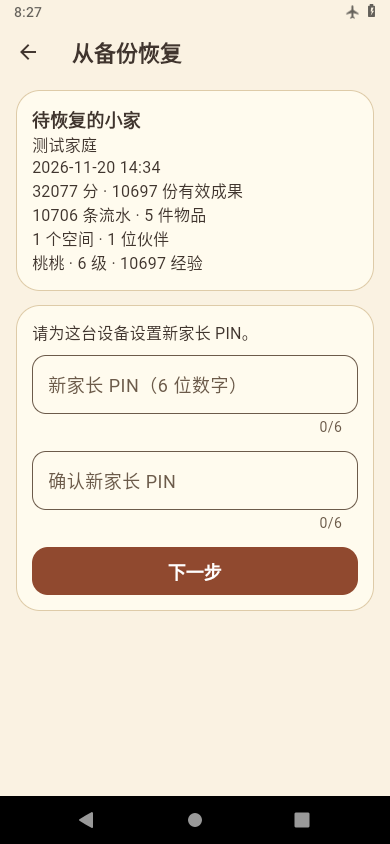 8:27
从备份恢复
待恢复的小家
测试家庭
2026-11-20 14:34
32077 分 · 10697 份有效成果
10706 条流水 · 5 件物品
1 个空间 · 1 位伙伴
桃桃 · 6 级 · 10697 经验
请为这台设备设置新家长 PIN。
新家长 PIN（6 位数字）
0/6
确认新家长 PIN
0/6
下一步